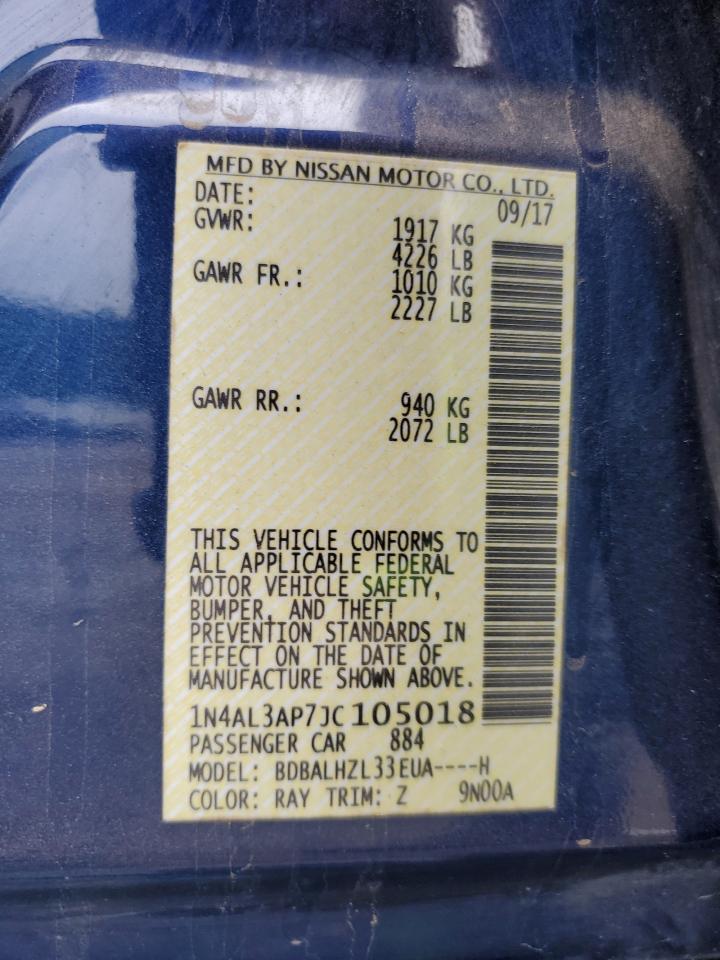 MFD BY NISSAN MOTOR CO., LTD.
DATE: 09/17
GVWR: 1917 KG
4226 LB
GAWR FR.: 1010 KG
2227 LB
GAWR RR.: 940 KG
2072 LB
THIS VEHICLE CONFORMS TO
ALL APPLICABLE FEDERAL
MOTOR VEHICLE SAFETY,
BUMPER, AND THEFT
PREVENTION STANDARDS IN
EFFECT ON THE DATE OF
MANUFACTURE SHOWN ABOVE.
1N4AL3AP7JC105018
PASSENGER CAR 884
MODEL: BDBALHZL33EUA----H
COLOR: RAY TRIM: Z 9N00A